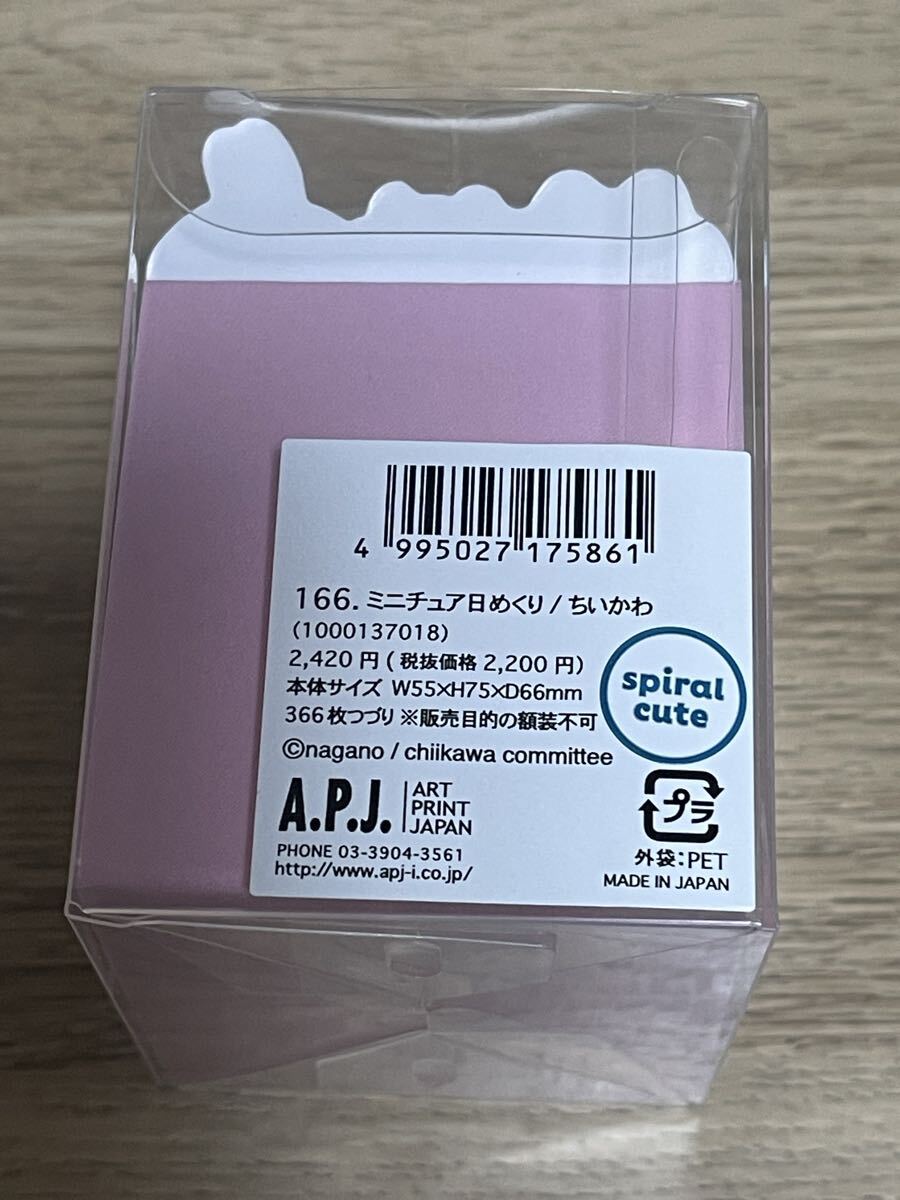 4 995027 175861
166. ミニチュア日めくり / ちいかわ
(1000137018)
2,420 円 ( 税抜価格 2,200 円)
本体サイズ W55×H75×D66mm
366枚つづり ※販売目的の額装不可
©nagano / chiikawa committee
spiral
cute
A.P.J.
ART
PRINT
JAPAN
PHONE 03-3904-3561
http://www.apj-i.co.jp/
プラ
外袋:PET
MADE IN JAPAN